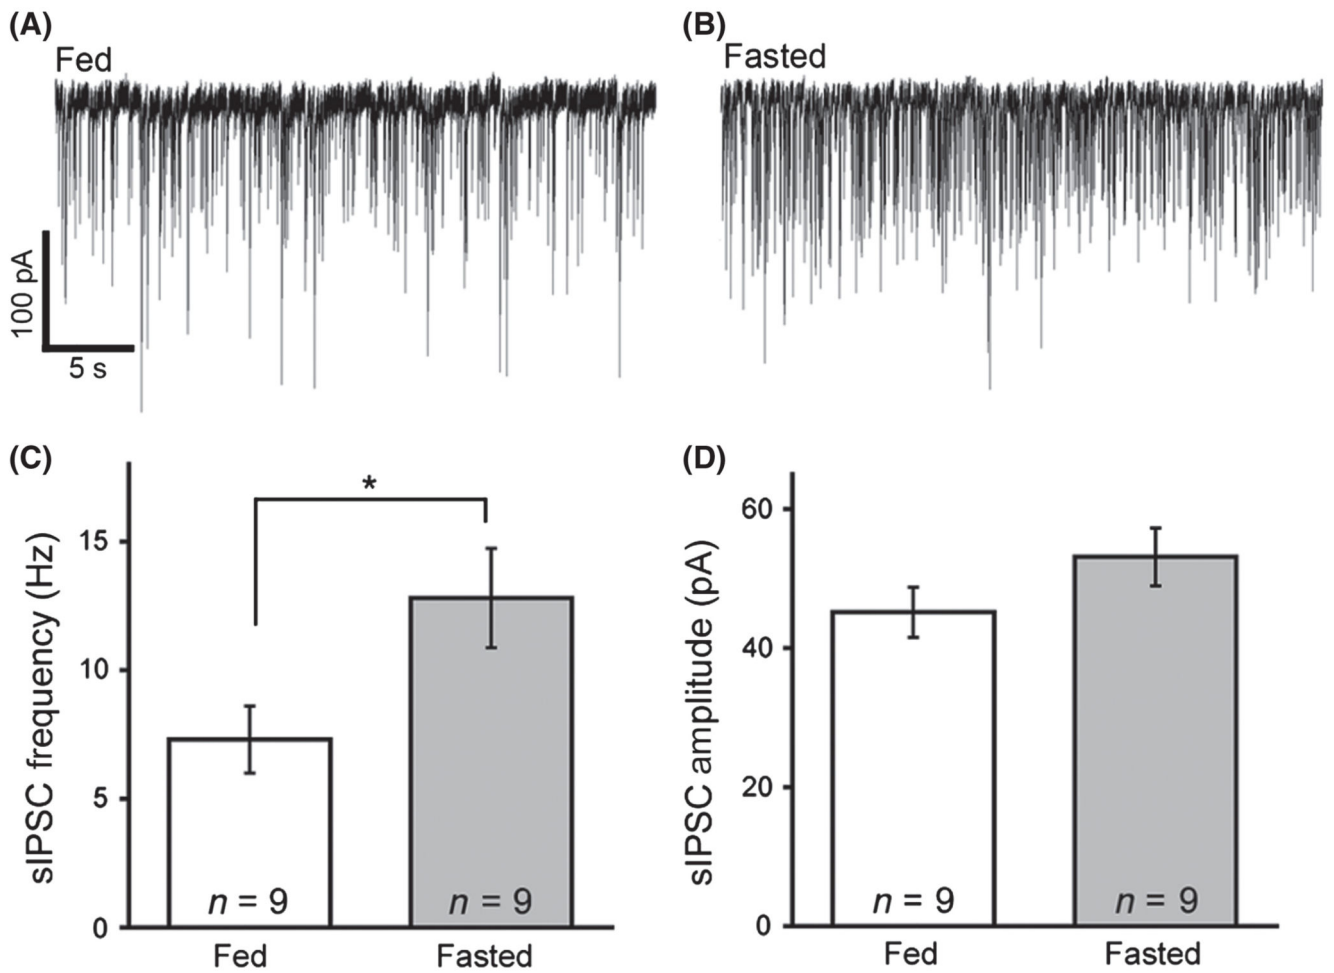 (A)
Fed
100 pA
5 s
(B)
Fasted
(C)
*
sIPSC frequency (Hz)
15
10
5
0
n = 9
n = 9
Fed
Fasted
(D)
sIPSC amplitude (pA)
60
40
20
0
n = 9
n = 9
Fed
Fasted